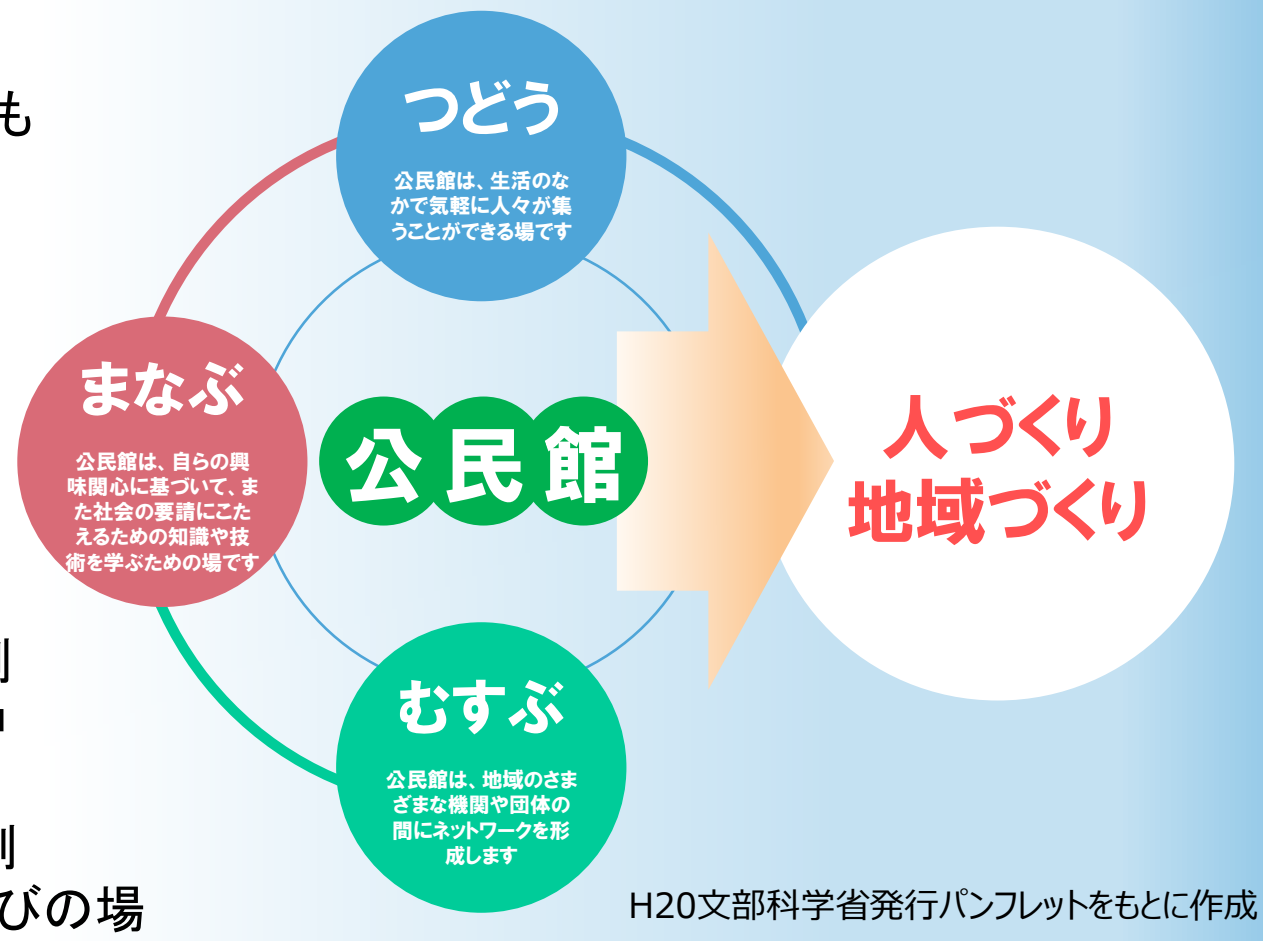 も
つどう
公民館は、生活のな
かで気軽に人々が集
うことができる場です
まなぶ
公民館は、自らの興
味関心に基づいて、ま
た社会の要請にこた
えるための知識や技
術を学ぶための場です
公民館
人づくり
地域づくり
むすぶ
公民館は、地域のさま
ざまな機関や団体の
間にネットワークを形
成します
びの場
H20文部科学省発行パンフレットをもとに作成